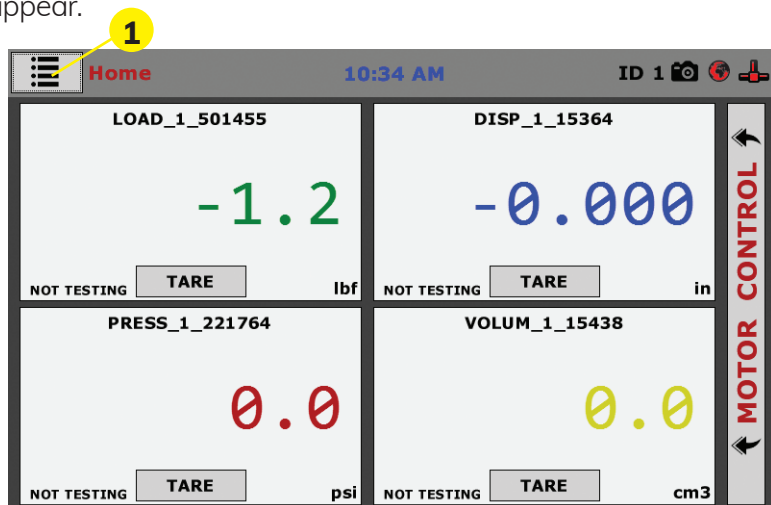 appear.
1
Home 10:34 AM ID 1
LOAD_1_501455
-1.2
NOT TESTING TARE lbf
DISP_1_15364
-0.000
NOT TESTING TARE in
PRESS_1_221764
0.0
NOT TESTING TARE psi
VOLUM_1_15438
0.0
NOT TESTING TARE cm3
MOTOR CONTROL